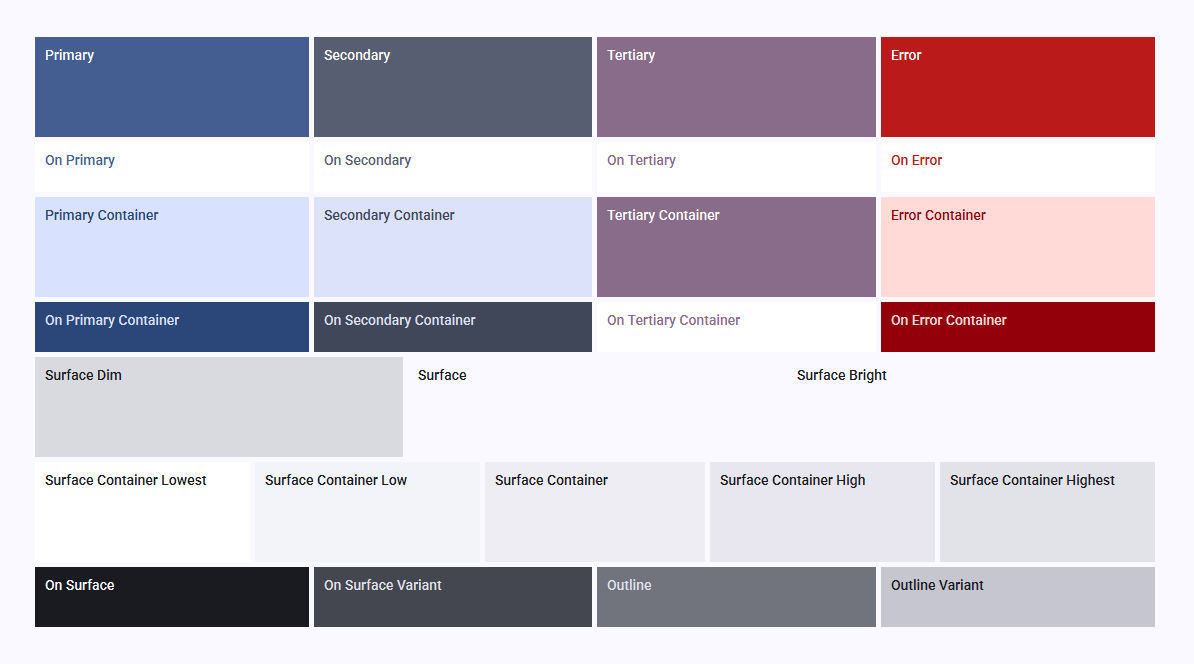 Primary
Secondary
Tertiary
Error
On Primary
On Secondary
On Tertiary
On Error
Primary Container
Secondary Container
Tertiary Container
Error Container
On Primary Container
On Secondary Container
On Tertiary Container
On Error Container
Surface Dim
Surface
Surface Bright
Surface Container Lowest
Surface Container Low
Surface Container
Surface Container High
Surface Container Highest
On Surface
On Surface Variant
Outline
Outline Variant